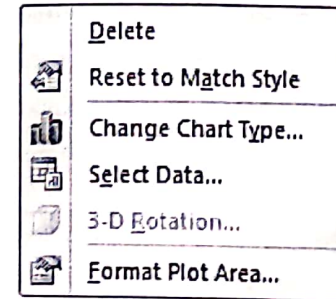 Delete
Reset to Match Style
Change Chart Type...
Select Data...
3-D Rotation...
Format Plot Area...